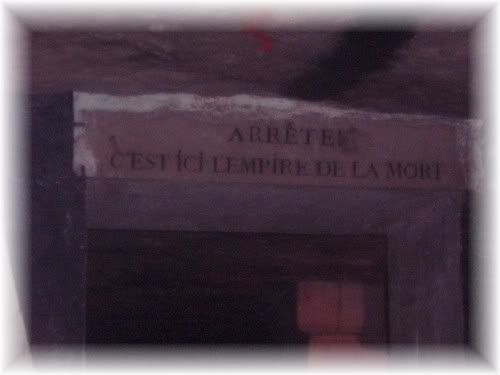 ARRÊTE!
C'EST ICI L'EMPIRE DE LA MORT